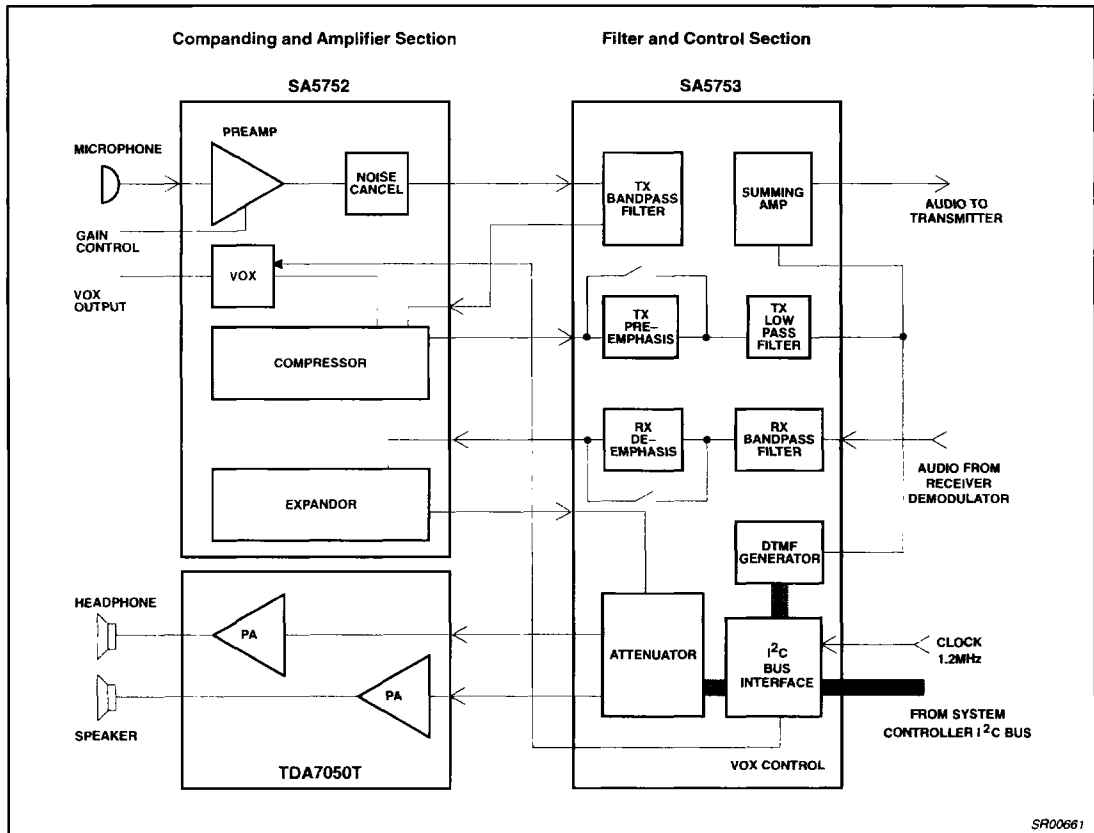 Companding and Amplifier Section
Filter and Control Section
SA5752
SA5753
MICROPHONE
PREAMP
NOISE
CANCEL
TX
BANDPASS
FILTER
SUMMING
AMP
AUDIO TO
TRANSMITTER
GAIN
CONTROL
VOX
VOX
OUTPUT
TX
PRE–
EMPHASIS
TX
LOW
PASS
FILTER
COMPRESSOR
RX
DE–
EMPHASIS
RX
BANDPASS
FILTER
AUDIO FROM
RECEIVER
DEMODULATOR
EXPANDOR
DTMF
GENERATOR
HEADPHONE
PA
ATTENUATOR
I²C
BUS
INTERFACE
CLOCK
1.2MHz
PA
SPEAKER
FROM SYSTEM
CONTROLLER I²C BUS
TDA7050T
VOX CONTROL
SR00661